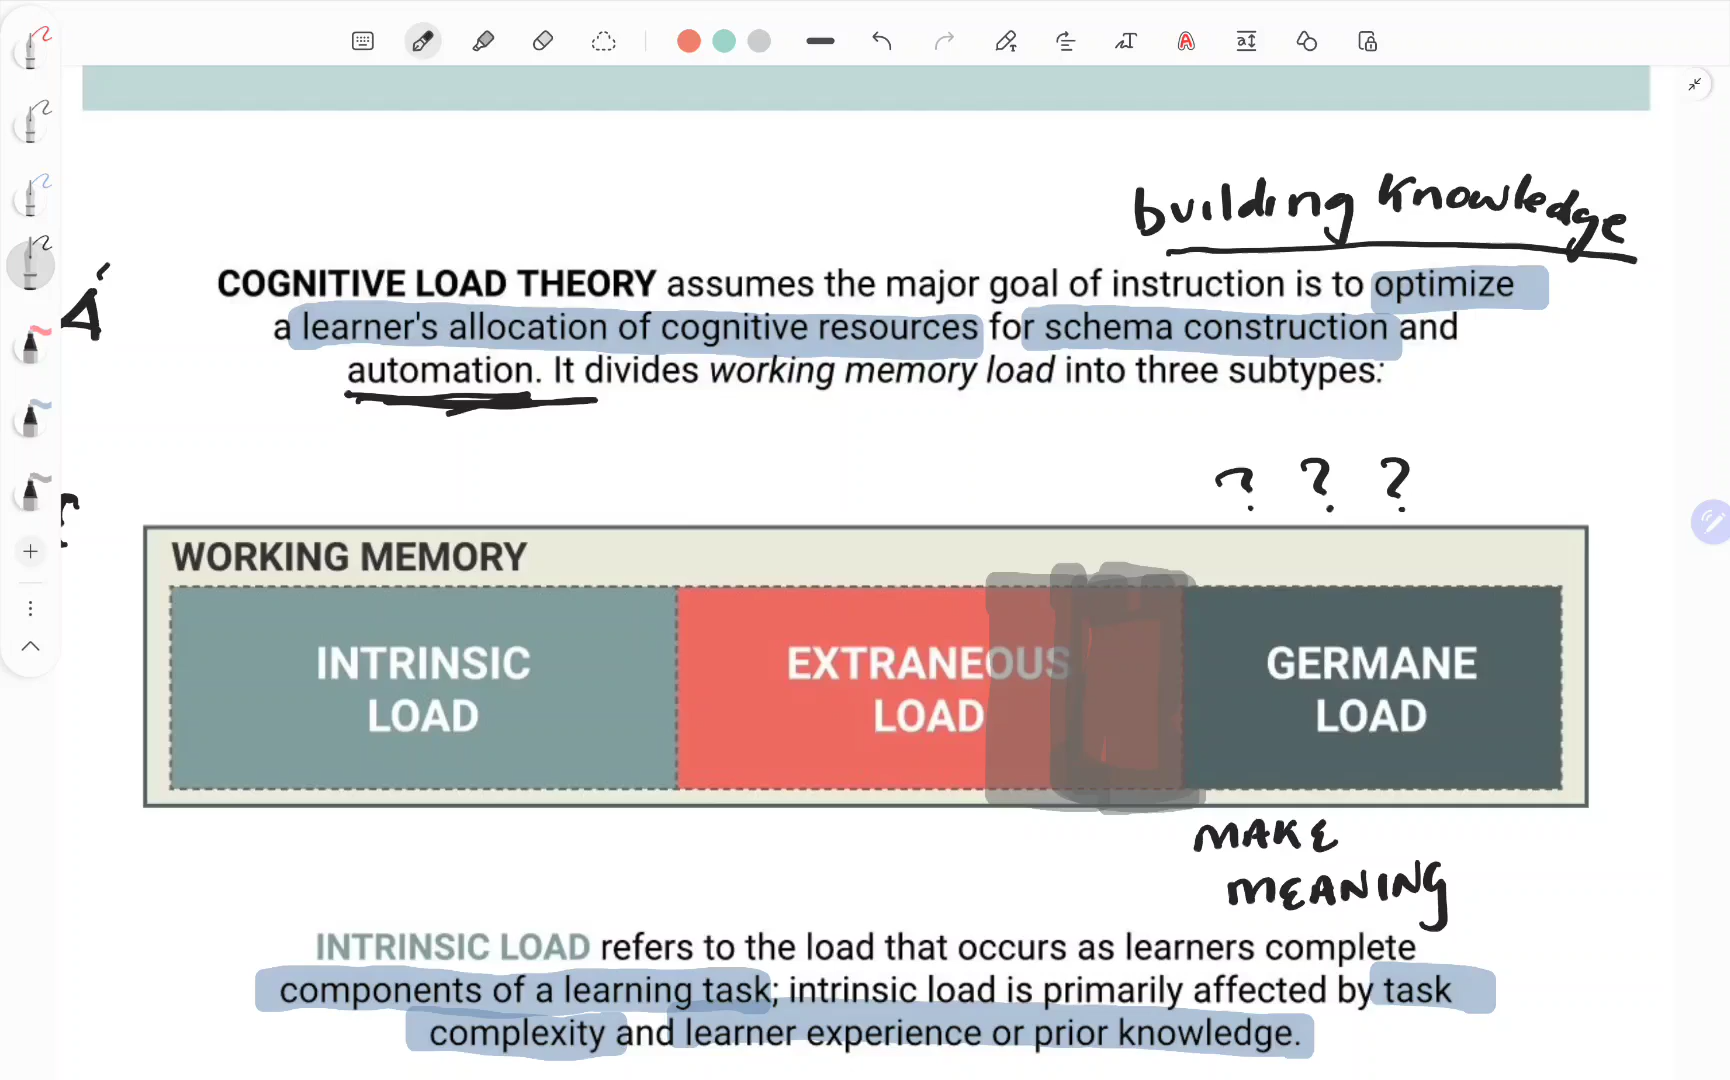 building Knowledge
COGNITIVE LOAD THEORY assumes the major goal of instruction is to optimize
a learner's allocation of cognitive resources for schema construction and
automation. It divides working memory load into three subtypes:
? ? ?
WORKING MEMORY
INTRINSIC
LOAD
EXTRANEOUS
LOAD
GERMANE
LOAD
MAKE
MEANING
INTRINSIC LOAD refers to the load that occurs as learners complete
components of a learning task; intrinsic load is primarily affected by task
complexity and learner experience or prior knowledge.